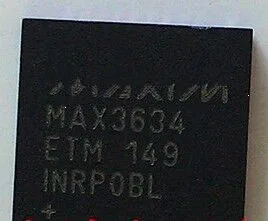 MAXIM
MAX3634
ETM 149
INRP0BL
+